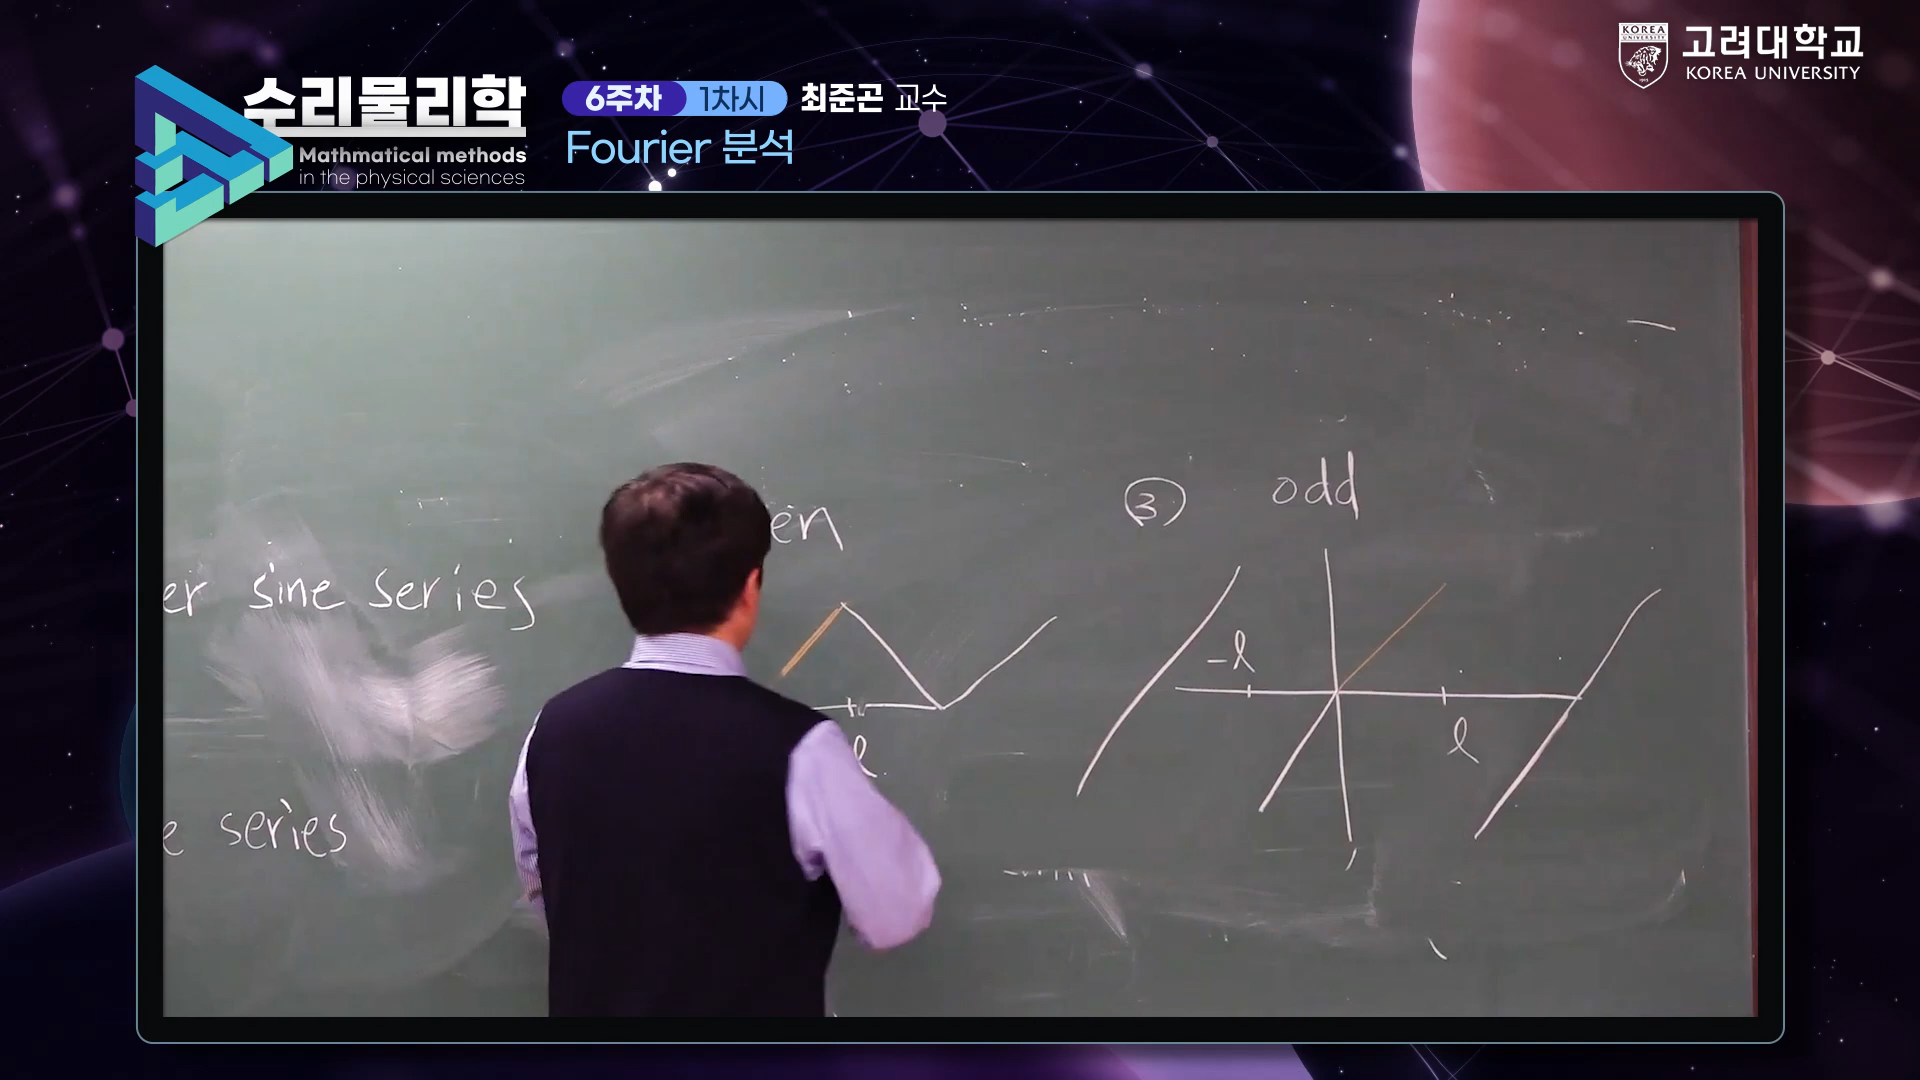 수리물리학
Mathmatical methods
in the physical sciences
6주차 1차시 최준곤 교수
Fourier 분석
KOREA
UNIVERSITY
1905
고려대학교
KOREA UNIVERSITY
er sine series
e series
en
l
③ odd
-l
l